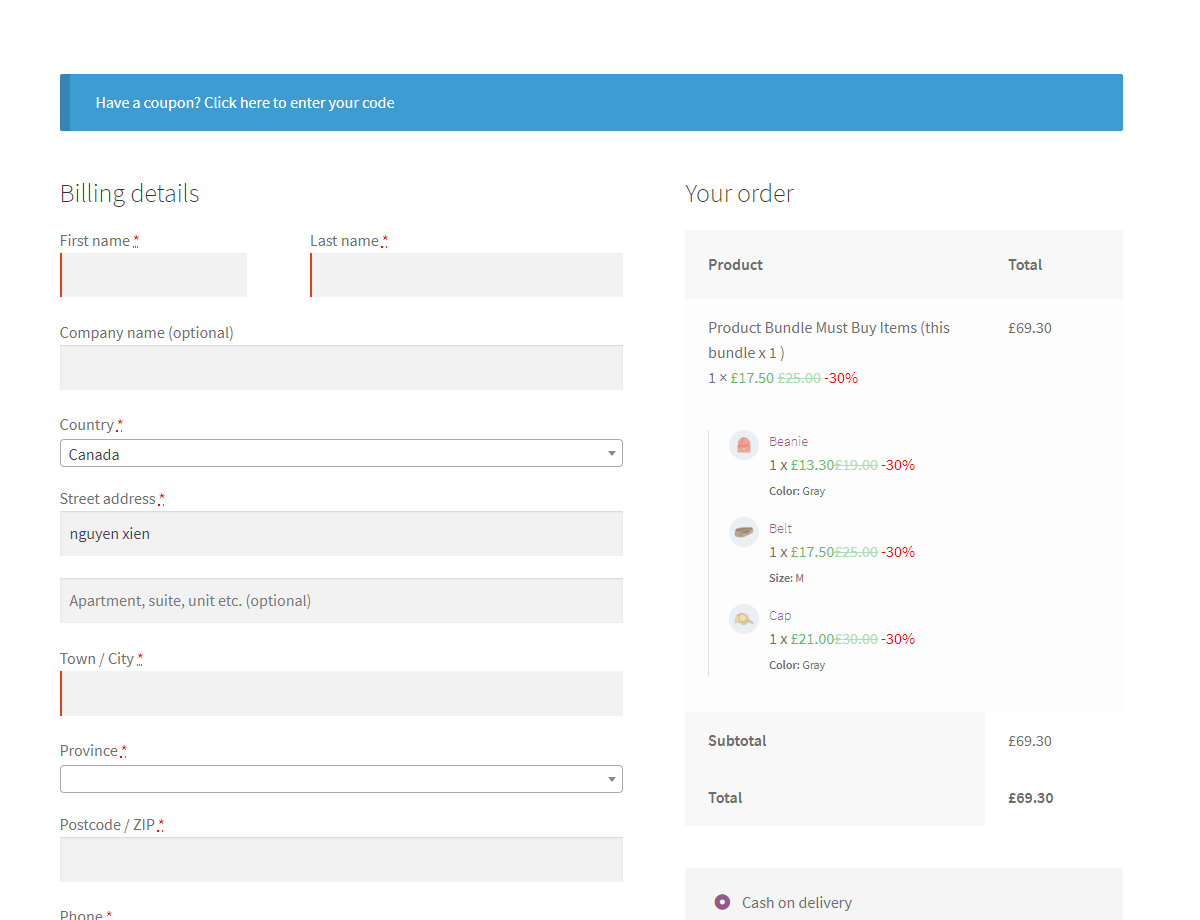 Have a coupon? Click here to enter your code
Billing details
First name *
Last name *
Company name (optional)
Country *
Canada
Street address *
nguyen xien
Apartment, suite, unit etc. (optional)
Town / City *
Province *
Postcode / ZIP *
Phone *
Your order
Product Total
Product Bundle Must Buy Items (this £69.30
bundle x 1 )
1 × £17.50 £25.00 -30%
Beanie
1 x £13.30£19.00 -30%
Color: Gray
Belt
1 x £17.50£25.00 -30%
Size: M
Cap
1 x £21.00£30.00 -30%
Color: Gray
Subtotal £69.30
Total £69.30
Cash on delivery